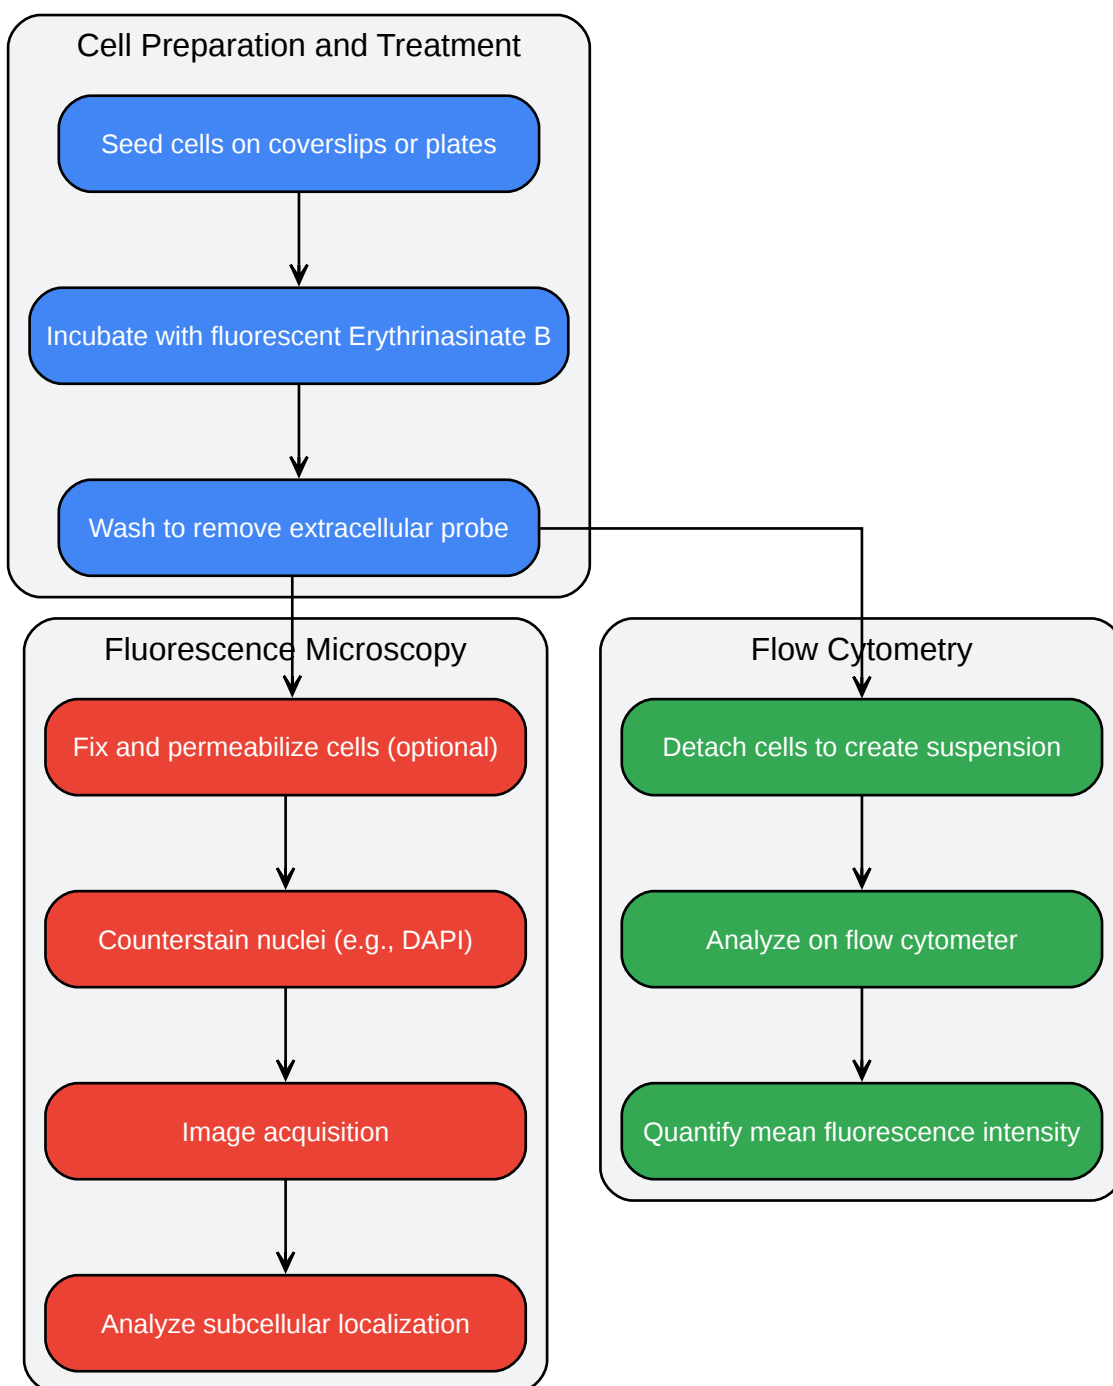 Cell Preparation and Treatment
Seed cells on coverslips or plates
Incubate with fluorescent Erythrinasinate B
Wash to remove extracellular probe
Fluorescence Microscopy
Fix and permeabilize cells (optional)
Counterstain nuclei (e.g., DAPI)
Image acquisition
Analyze subcellular localization
Flow Cytometry
Detach cells to create suspension
Analyze on flow cytometer
Quantify mean fluorescence intensity